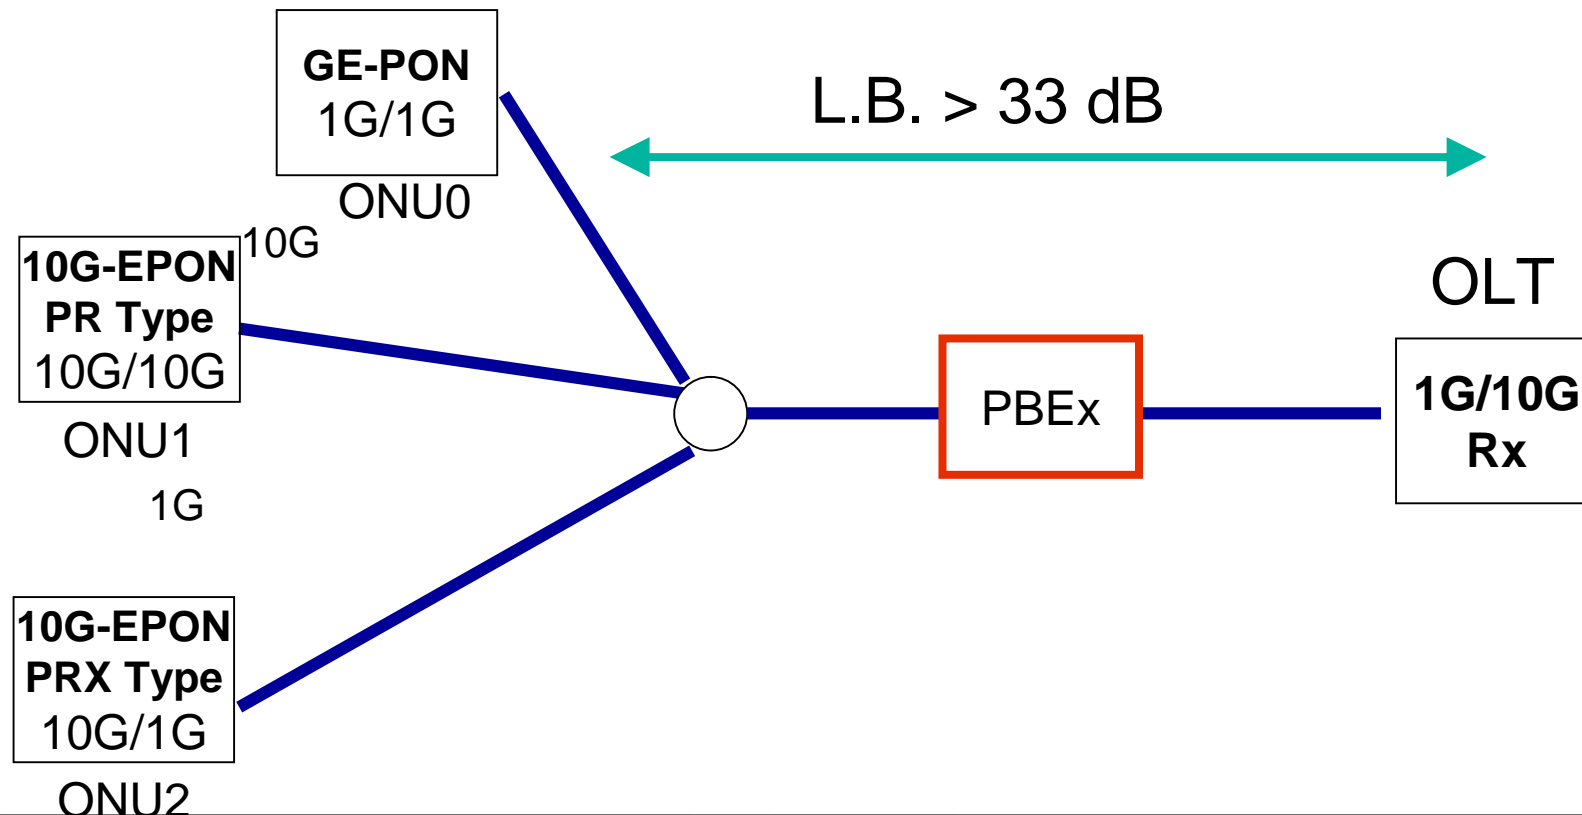 GE-PON
1G/1G
ONU0
L.B. > 33 dB
10G
10G-EPON
PR Type
10G/10G
ONU1
1G
10G-EPON
PRX Type
10G/1G
ONU2
PBEx
OLT
1G/10G
Rx